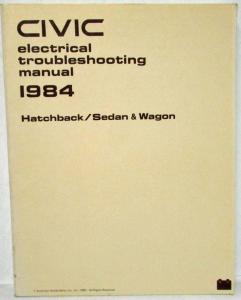 CIVIC
electrical
troubleshooting
manual
1984
Hatchback/Sedan & Wagon